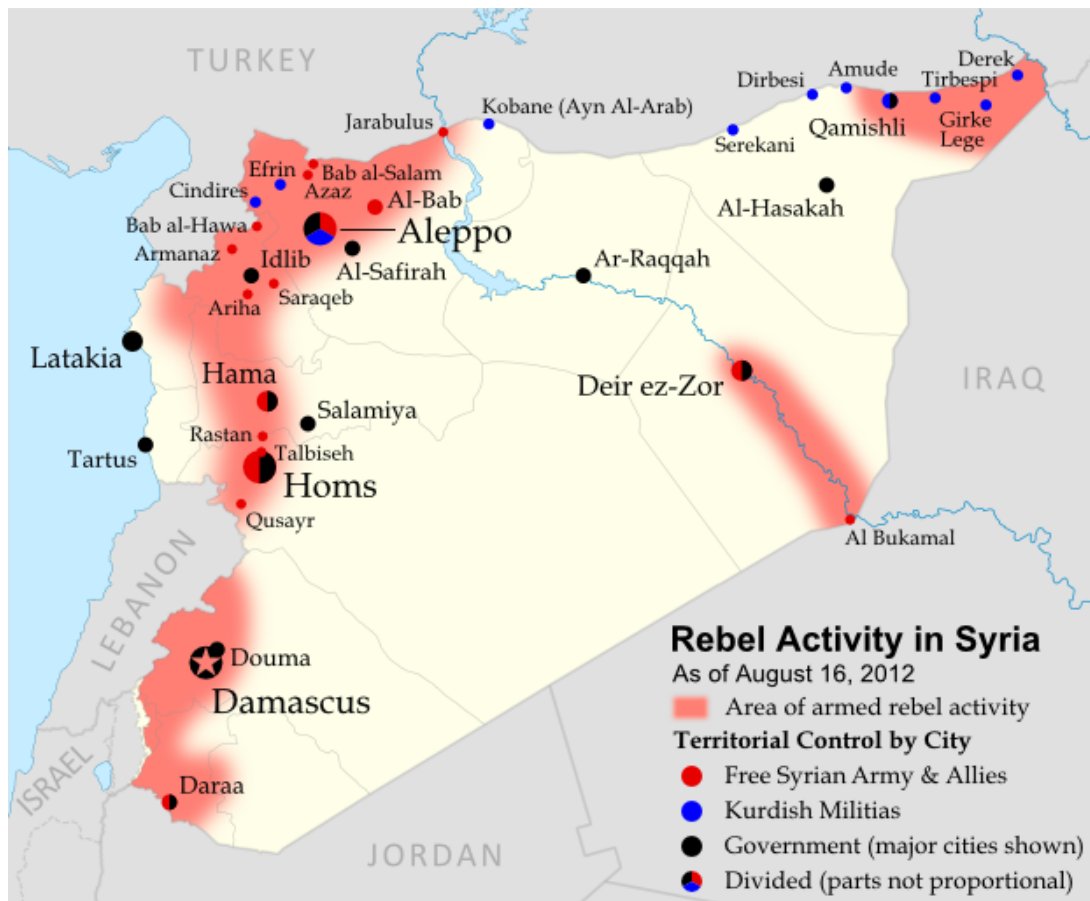 TURKEY
Derek
Amude
Dirbesi
Tirbespi
Kobane (Ayn Al-Arab)
Jarabulus
Qamishli
Girke
Lege
Serekani
Efrin
Bab al-Salam
Cindires
Azaz
Al-Bab
Al-Hasakah
Bab al-Hawa
Aleppo
Armanaz
Idlib
Al-Safirah
Ar-Raqqah
Saraqeb
Ariha
Latakia
Hama
Deir ez-Zor
IRAQ
Salamiya
Rastan
Tartus
Talbiseh
Homs
Qusayr
Al Bukamal
LEBANON
Douma
Damascus
ISRAEL
Daraa
JORDAN
Rebel Activity in Syria
As of August 16, 2012
Area of armed rebel activity
Territorial Control by City
Free Syrian Army & Allies
Kurdish Militias
Government (major cities shown)
Divided (parts not proportional)